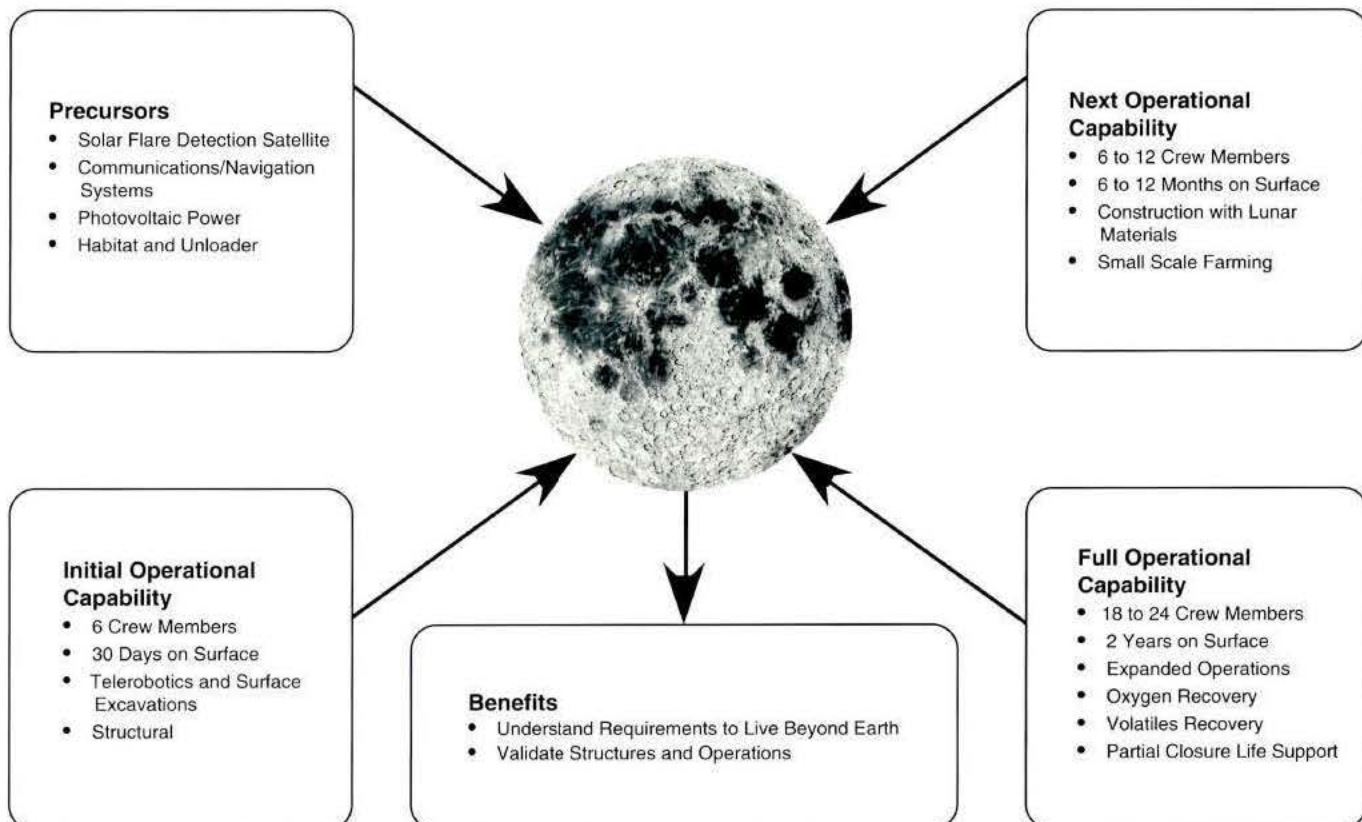 Precursors
• Solar Flare Detection Satellite
• Communications/Navigation
Systems
• Photovoltaic Power
• Habitat and Unloader
Initial Operational
Capability
• 6 Crew Members
• 30 Days on Surface
• Telerobotics and Surface
Excavations
• Structural
Benefits
• Understand Requirements to Live Beyond Earth
• Validate Structures and Operations
Next Operational
Capability
• 6 to 12 Crew Members
• 6 to 12 Months on Surface
• Construction with Lunar
Materials
• Small Scale Farming
Full Operational
Capability
• 18 to 24 Crew Members
• 2 Years on Surface
• Expanded Operations
• Oxygen Recovery
• Volatiles Recovery
• Partial Closure Life Support